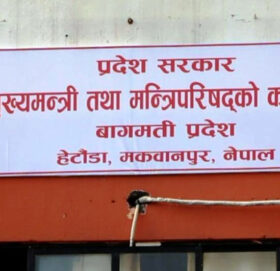 प्रदेश सरकार
मुख्यमन्त्री तथा मन्त्रिपरिषद्को
बागमती प्रदेश
हेटौंडा, मकवानपुर, नेपाल